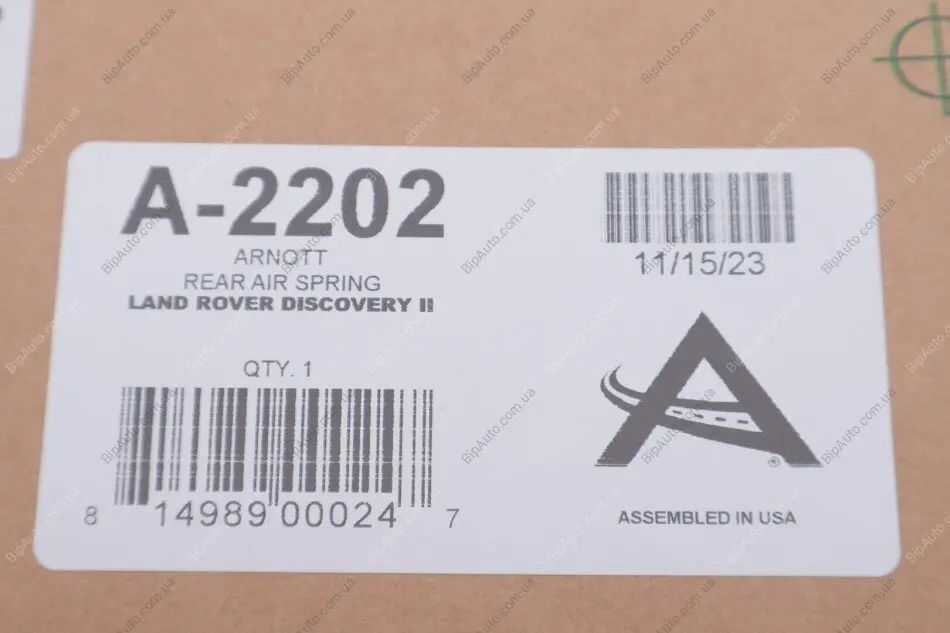 A-2202
ARNOTT
REAR AIR SPRING
LAND ROVER DISCOVERY II
QTY. 1
8 14989 00024 7
11/15/23
®
ASSEMBLED IN USA
BipAuto.com.ua